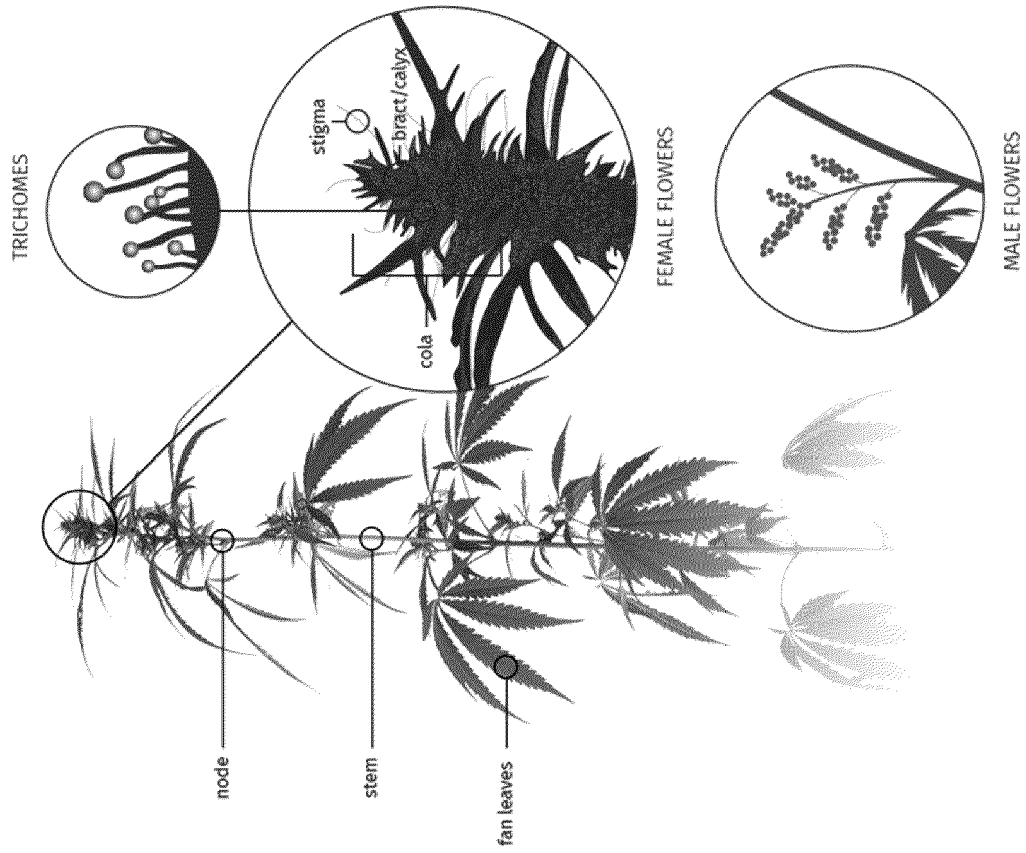 TRICHOMES
stigma
bract/calyx
cola
FEMALE FLOWERS
MALE FLOWERS
node
stem
fan leaves